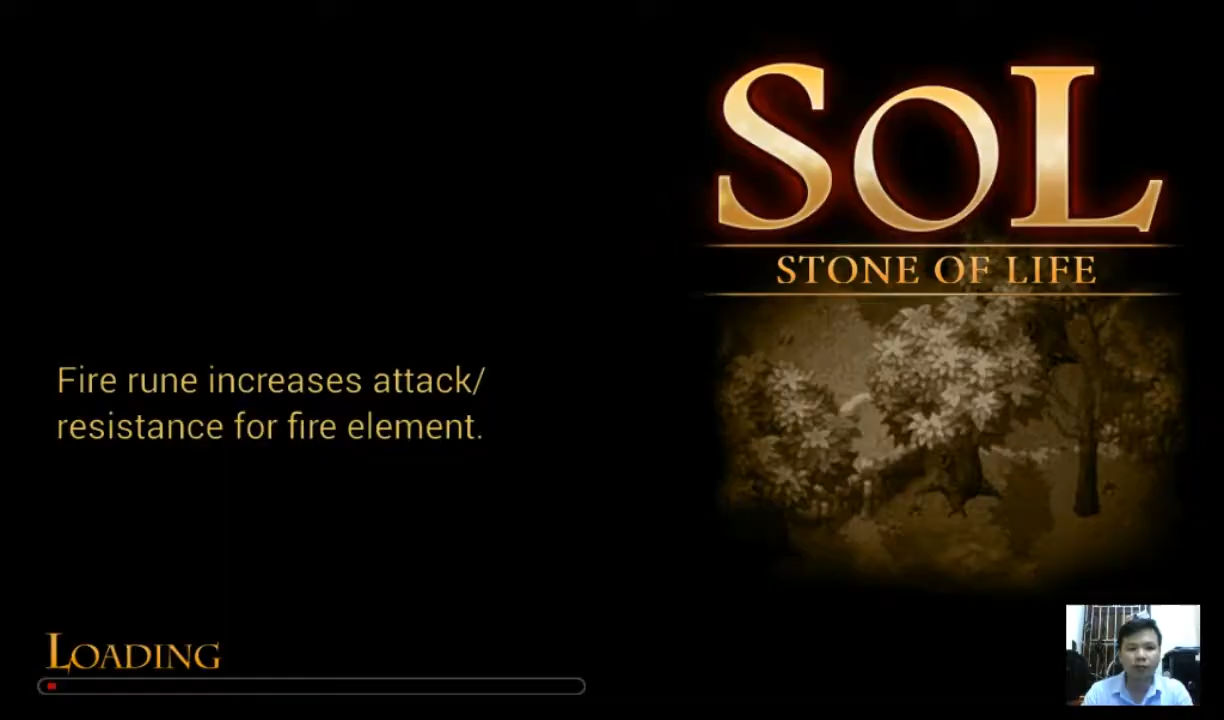 SOL
STONE OF LIFE
Fire rune increases attack/
resistance for fire element.
LOADING